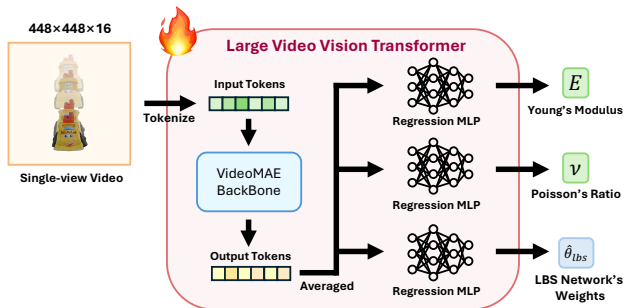 448×448×16
Single-view Video
Tokenize
Large Video Vision Transformer
Input Tokens
VideoMAE
BackBone
Output Tokens
Averaged
Regression MLP
Regression MLP
Regression MLP
E
Young's Modulus
ν
Poisson's Ratio
θ̂lbs
LBS Network's
Weights